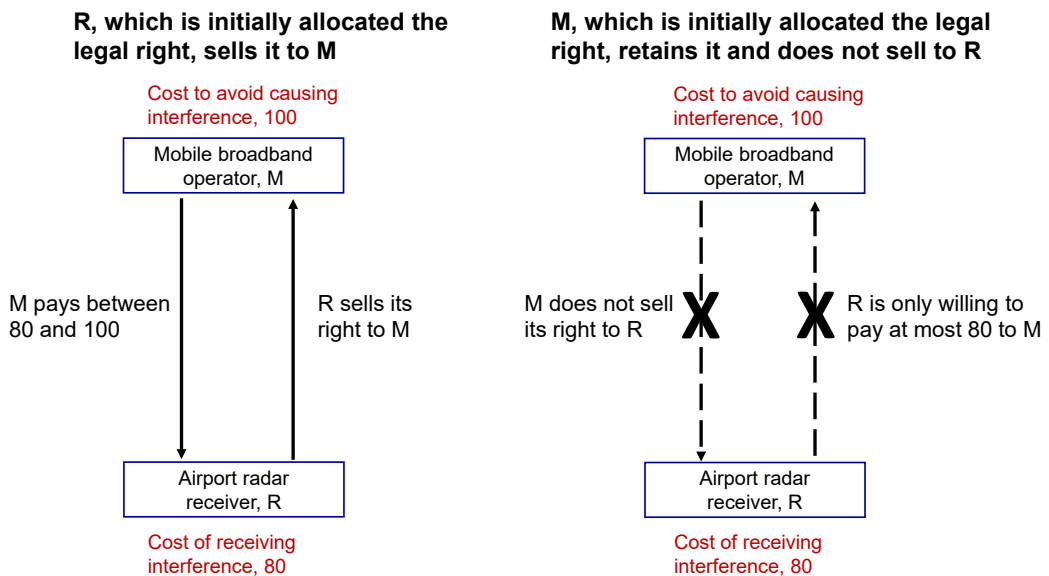 R, which is initially allocated the
legal right, sells it to M
Cost to avoid causing
interference, 100
Mobile broadband
operator, M
M pays between
80 and 100
R sells its
right to M
Airport radar
receiver, R
Cost of receiving
interference, 80
M, which is initially allocated the legal
right, retains it and does not sell to R
Cost to avoid causing
interference, 100
Mobile broadband
operator, M
M does not sell
its right to R
X
X
R is only willing to
pay at most 80 to M
Airport radar
receiver, R
Cost of receiving
interference, 80